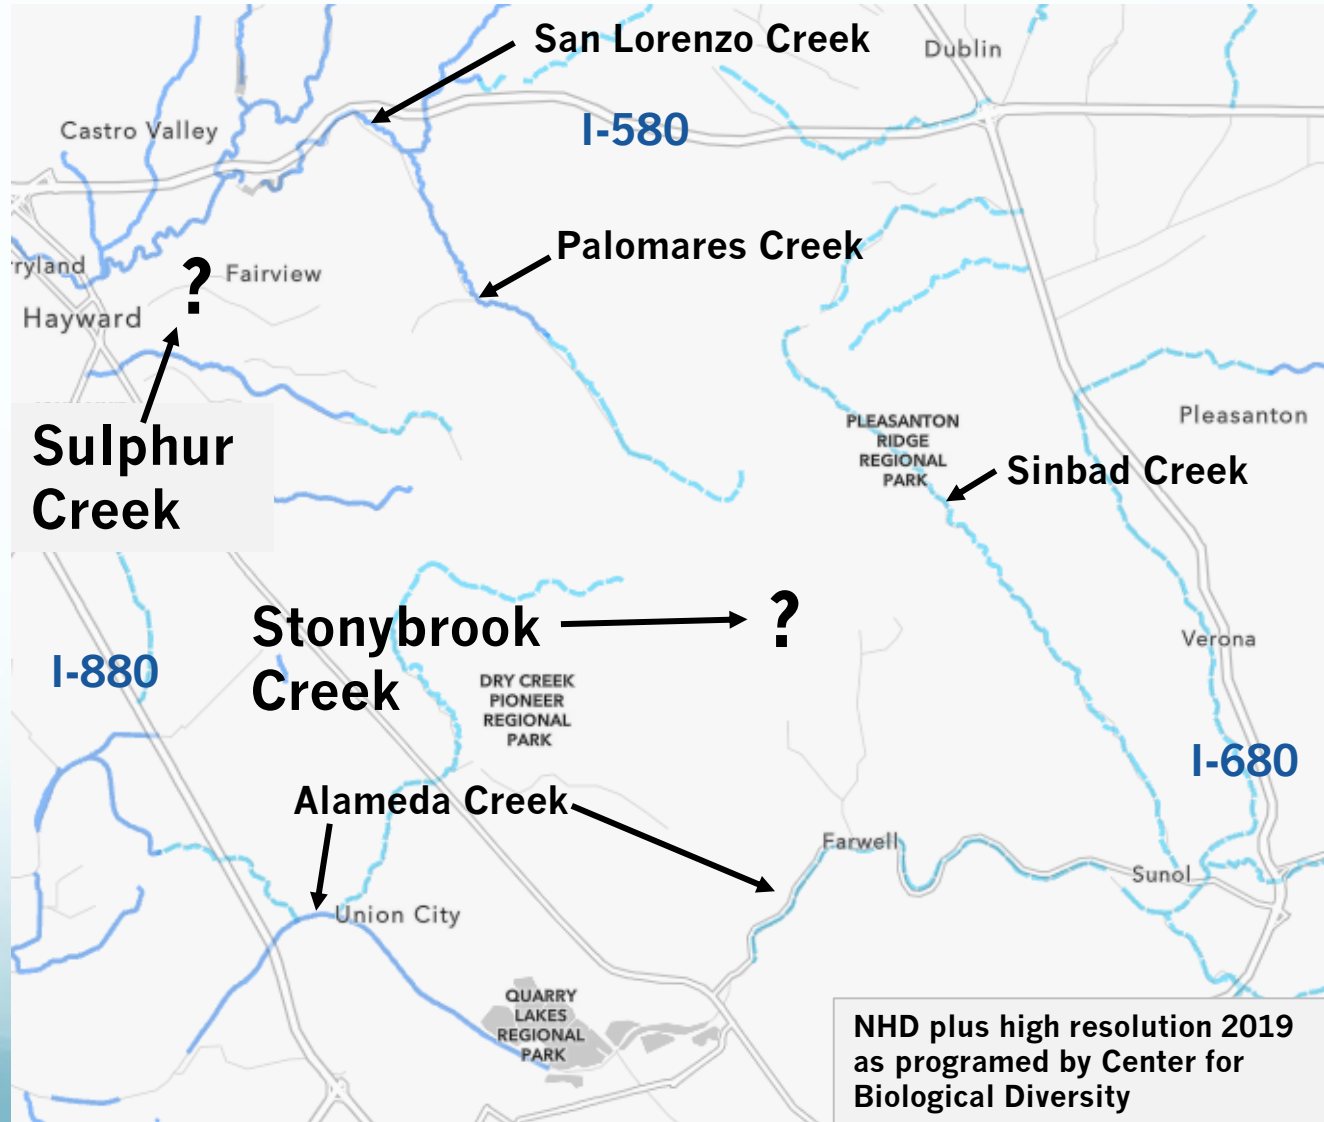 San Lorenzo Creek
Dublin
Castro Valley
I-580
Palomares Creek
rryland
?
Fairview
Hayward
Sulphur
Creek
PLEASANTON
RIDGE
REGIONAL
PARK
Pleasanton
Sinbad Creek
Stonybrook
Creek
?
Verona
I-880
DRY CREEK
PIONEER
REGIONAL
PARK
I-680
Alameda Creek
Farwell
Sunol
Union City
QUARRY
LAKES
REGIONAL
PARK
NHD plus high resolution 2019
as programed by Center for
Biological Diversity